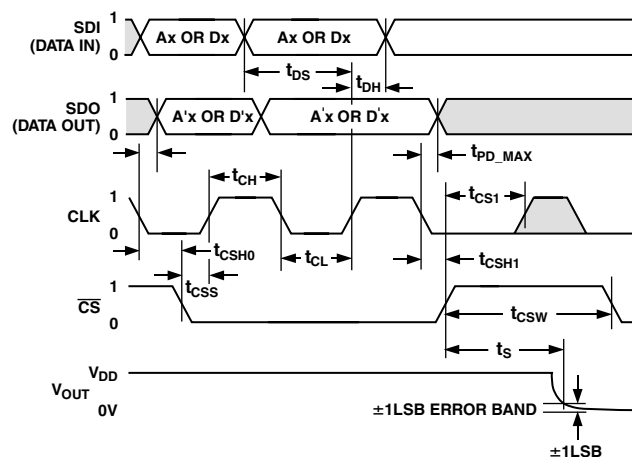 SDI
(DATA IN)
1
0
Ax OR Dx
Ax OR Dx
tDS
tDH
SDO
(DATA OUT)
1
0
A'x OR D'x
A'x OR D'x
tPD_MAX
CLK
1
0
tCH
tCS1
tCSH0
tCL
tCSH1
tCSS
CS
1
0
tCSW
tS
VOUT
VDD
0V
±1LSB ERROR BAND
±1LSB